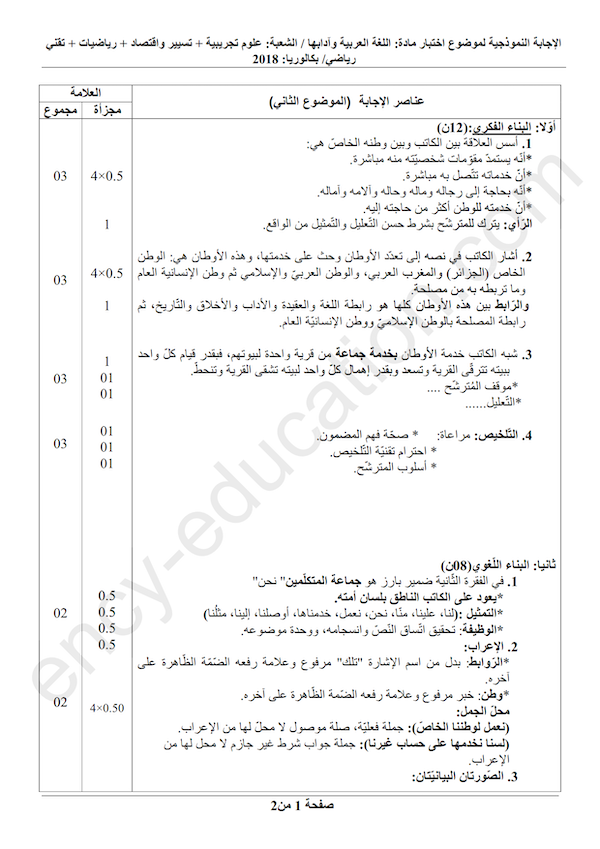 الإجابة النموذجية لموضوع اختبار مادة: اللغة العربية وآدابها / الشعبة: علوم تجريبية + تسيير واقتصاد + رياضيات + تقني
رياضي/ بكالوريا: 2018
العلامة
عناصر الإجابة (الموضوع الثاني)
مجموع مجزأة
أوّلا: البناء الفكري:(12ن)
1. أسس العلاقة بين الكاتب وبين وطنه الخاصّ هي:
*أنّه يستمدّ مقوّمات شخصيّته منه مباشرة.
*أنّ خدماته تتّصل به مباشرة.
*أنّه بحاجة إلى رجاله وماله وحاله وآلامه وآماله.
*أنّ خدمته للوطن أكثر من حاجته إليه.
الرّأي: يترك للمترشّح بشرط حسن التّعليل والتّمثيل من الواقع.
03 4×0.5
1
2. أشار الكاتب في نصه إلى تعدّد الأوطان وحث على خدمتها، وهذه الأوطان هي: الوطن
الخاص (الجزائر) والمغرب العربي، والوطن العربيّ والإسلامي ثم وطن الإنسانية العام
وما تربطه به من مصلحة.
والرّابط بين هذه الأوطان كلها هو رابطة اللغة والعقيدة والآداب والأخلاق والتّاريخ، ثم
رابطة المصلحة بالوطن الإسلاميّ ووطن الإنسانيّة العام.
03 4×0.5
1
3. شبه الكاتب خدمة الأوطان بخدمة جماعة من قرية واحدة لبيوتهم، فبقدر قيام كلّ واحد
ببيته تترقّى القرية وتسعد وبقدر إهمال كلّ واحد لبيته تشقى القرية وتنحطّ.
*موقف المُترشّح ....
*التّعليل......
1
03 01
01
4. التّلخيص: مراعاة: * صحّة فهم المضمون.
* احترام تقنيّة التّلخيص.
* أسلوب المترشّح.
01
03 01
01
ثانيا: البناء اللّغوي(08ن)
1. في الفقرة الثّانية ضمير بارز هو جماعة المتكلّمين" نحن"
*يعود على الكاتب الناطق بلسان أمته.
*التمثيل :(لنا، علينا، منّا، نحن، نعمل، خدمناها، أوصلنا، إلينا، مثلُنا)
*الوظيفة: تحقيق اتّساق النّصّ وانسجامه، ووحدة موضوعه.
0.5
02 0.5
0.5
0.5
2. الإعراب:
*الرّوابط: بدل من اسم الإشارة "تلك" مرفوع وعلامة رفعه الضمّة الظّاهرة على
آخره.
*وطن: خبر مرفوع وعلامة رفعه الضّمة الظّاهرة على آخره.
محلّ الجمل:
(نعمل لوطننا الخاصّ): جملة فعليّة، صلة موصول لا محلّ لها من الإعراب.
(لسنا نخدمها على حساب غيرنا): جملة جواب شرط غير جازم لا محل لها من
الإعراب.
02 4×0.50
3. الصّورتان البيانيّتان:
صفحة 1 من2
ency-education.com